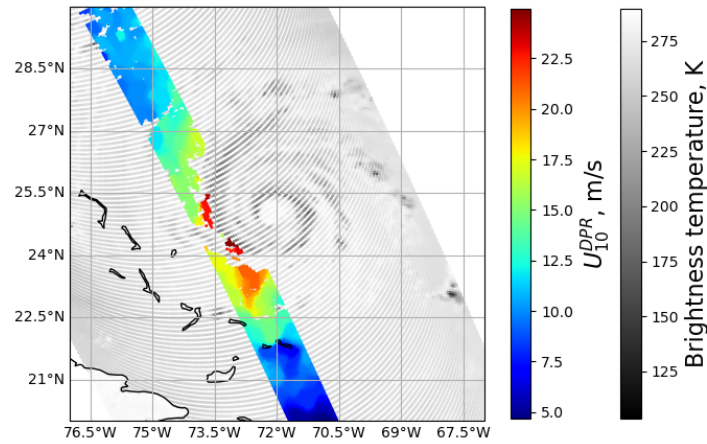 28.5°N
27°N
25.5°N
24°N
22.5°N
21°N
76.5°W 75°W 73.5°W 72°W 70.5°W 69°W 67.5°W
22.5
20.0
17.5
15.0
12.5
10.0
7.5
5.0
U₁₀ᴰᴾᴿ, m/s
275
250
225
200
175
150
125
Brightness temperature, K